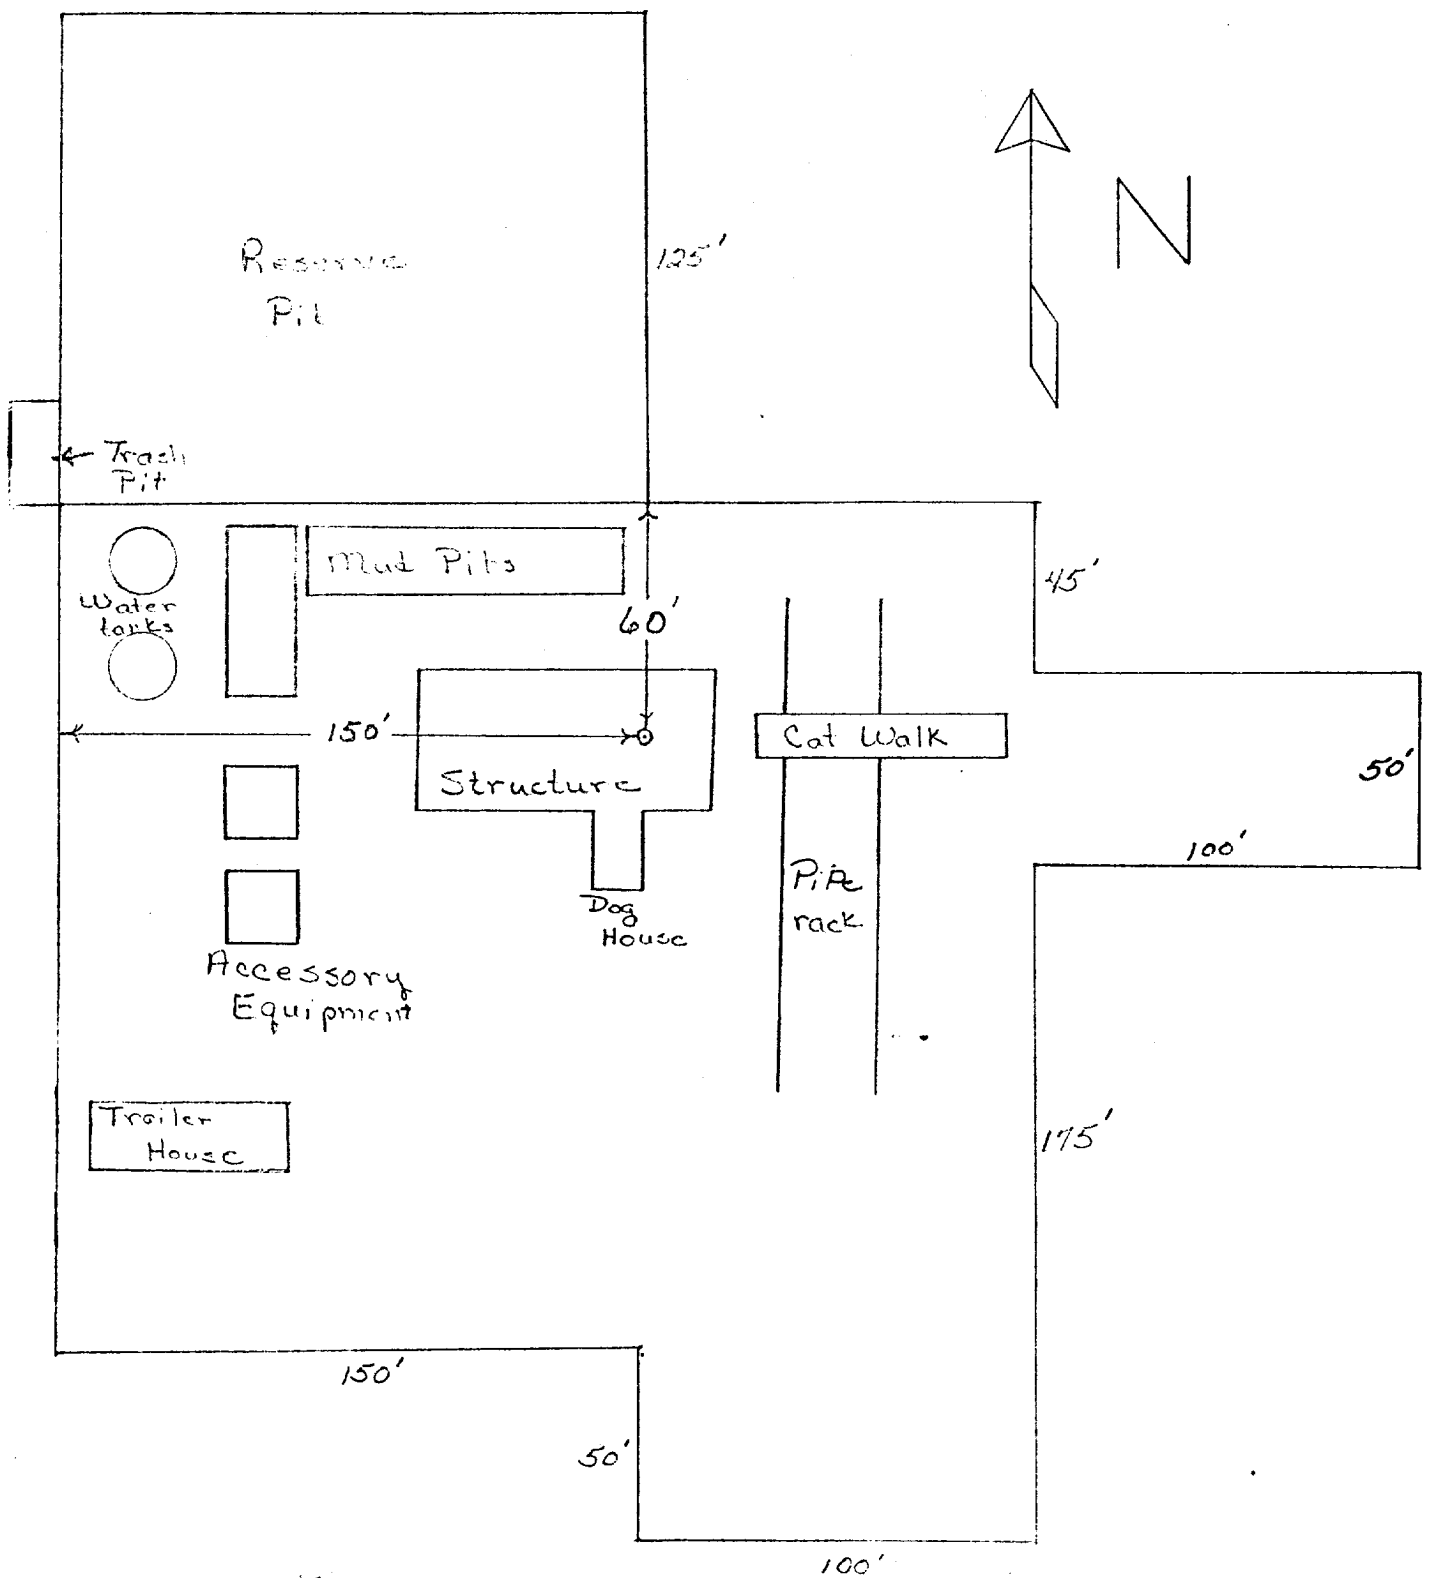 N
Reserve
Pit
125'
Trash
Pit
Mud Pits
45'
Water
tanks
60'
150'
Cat Walk
50'
Structure
100'
Pipe
rack
Dog
House
Accessory
Equipment
Trailer
House
175'
150'
50'
100'